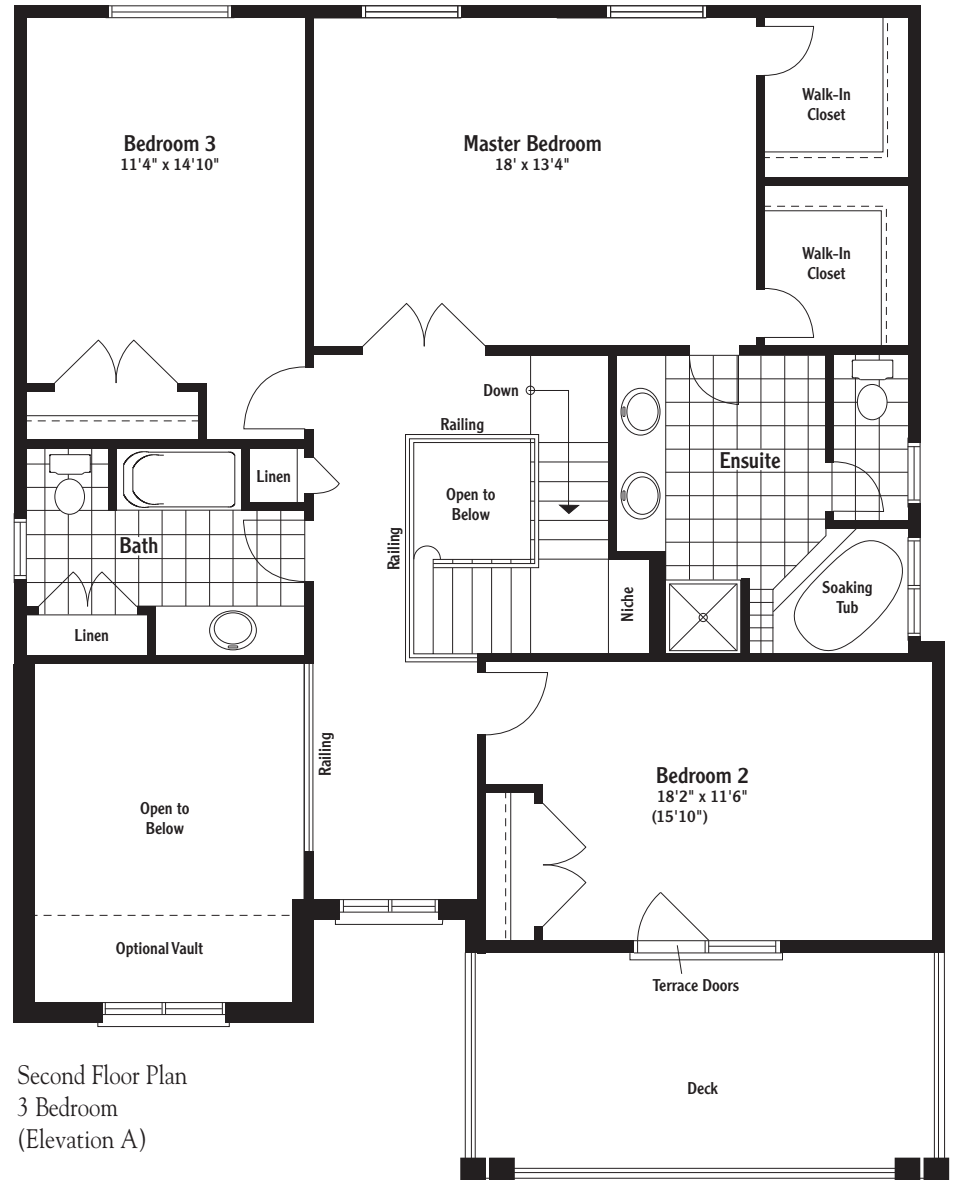 Bedroom 3
11'4" x 14'10"
Master Bedroom
18' x 13'4"
Walk-In
Closet
Walk-In
Closet
Down
Railing
Linen
Open to
Below
Ensuite
Bath
Railing
Soaking
Tub
Niche
Linen
Railing
Bedroom 2
18'2" x 11'6"
(15'10")
Open to
Below
Optional Vault
Terrace Doors
Deck
Second Floor Plan
3 Bedroom
(Elevation A)